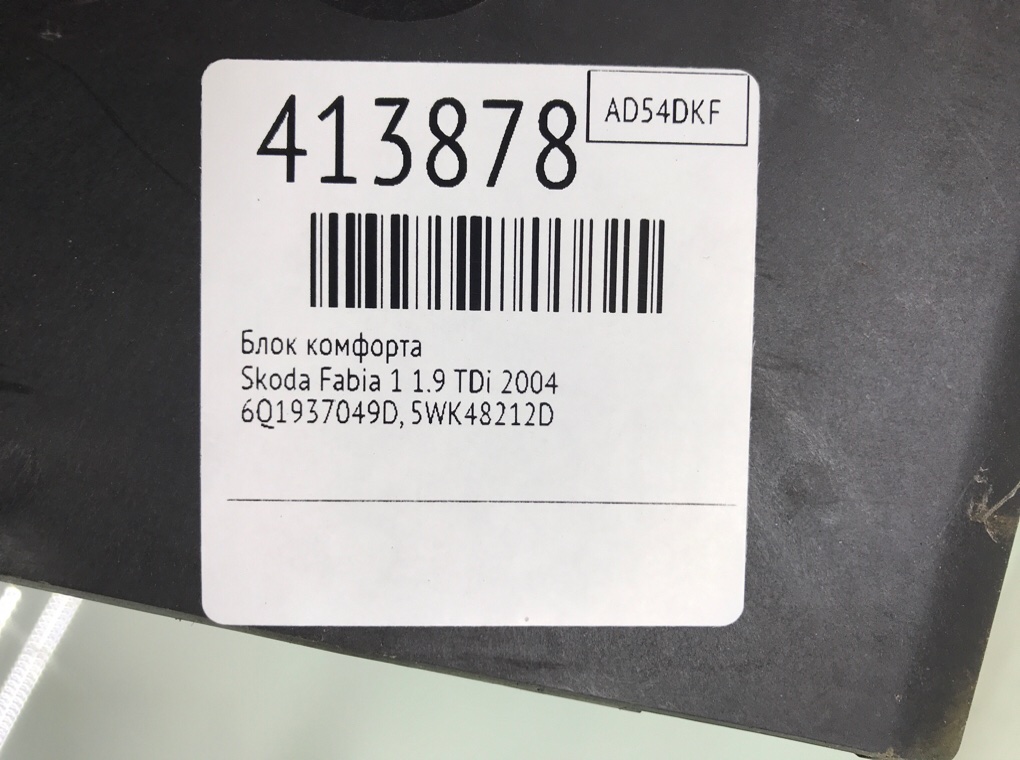 413878
AD54DKF
Блок комфорта
Skoda Fabia 1 1.9 TDi 2004
6Q1937049D, 5WK48212D